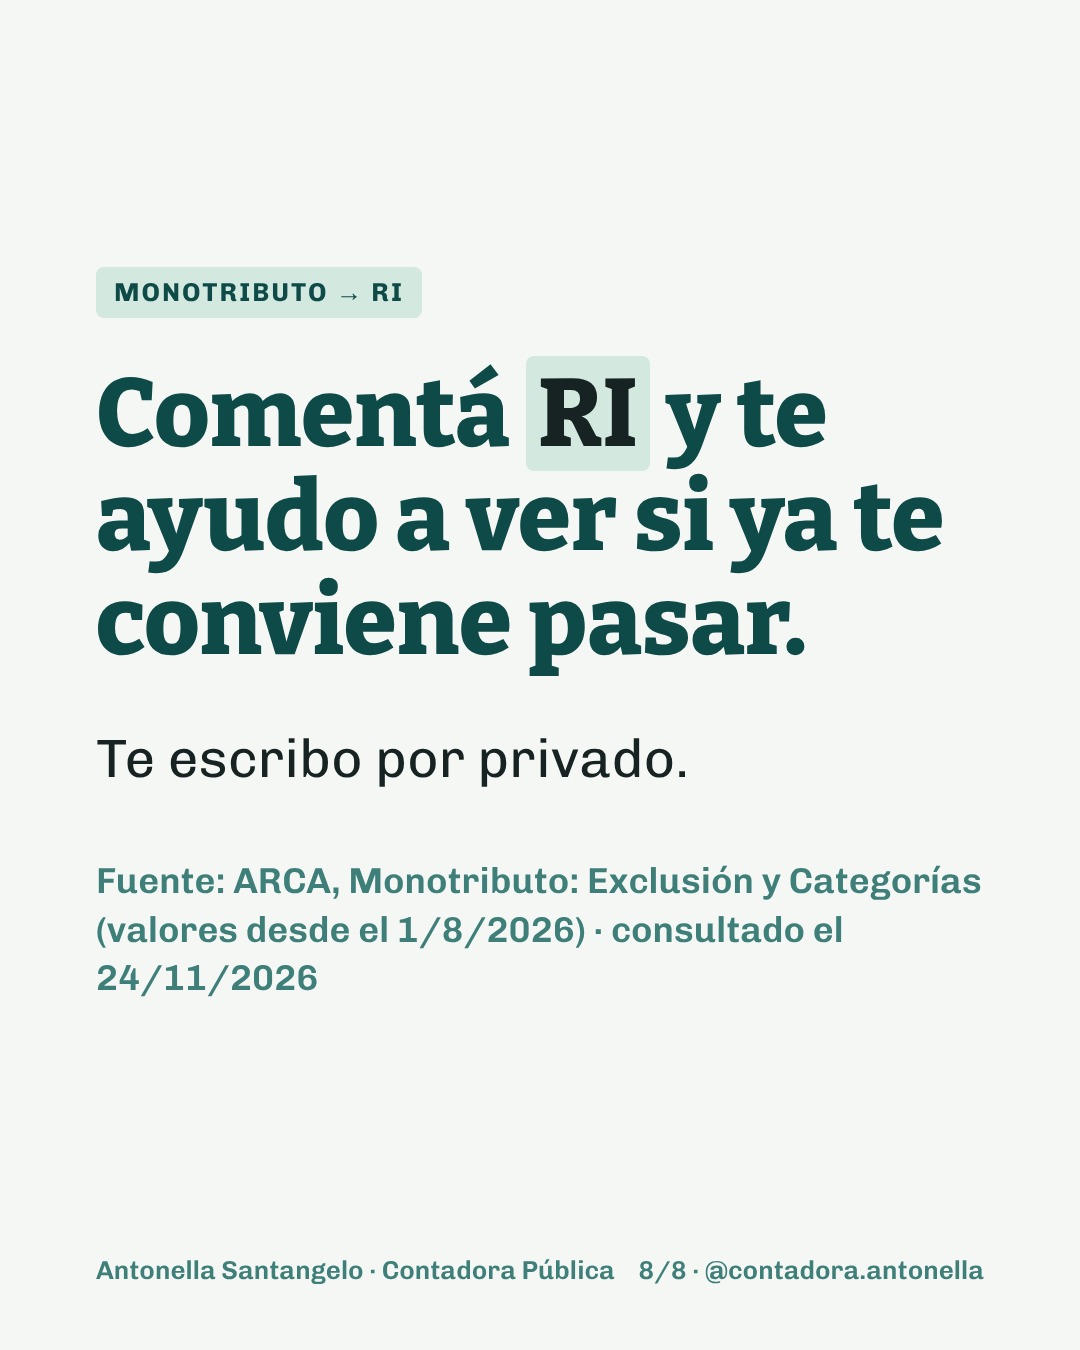 MONOTRIBUTO → RI
Comentá RI y te
ayudo a ver si ya te
conviene pasar.
Te escribo por privado.
Fuente: ARCA, Monotributo: Exclusión y Categorías
(valores desde el 1/8/2026) · consultado el
24/11/2026
Antonella Santangelo · Contadora Pública 8/8 · @contadora.antonella